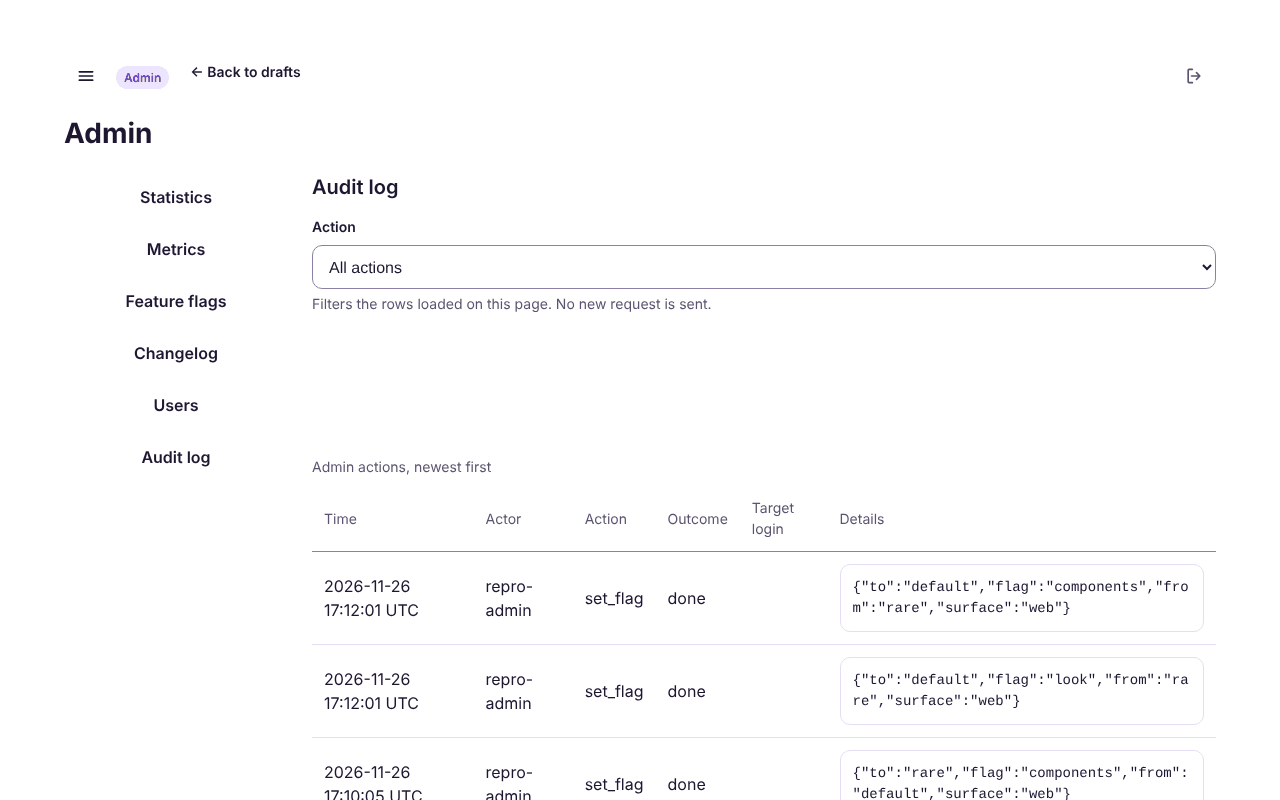 Admin
← Back to drafts
Admin
Statistics
Metrics
Feature flags
Changelog
Users
Audit log
Audit log
Action
All actions
Filters the rows loaded on this page. No new request is sent.
Admin actions, newest first
Time Actor Action Outcome Target login Details
2026-11-26 17:12:01 UTC repro-admin set_flag done {"to":"default","flag":"components","from":"rare","surface":"web"}
2026-11-26 17:12:01 UTC repro-admin set_flag done {"to":"default","flag":"look","from":"rare","surface":"web"}
2026-11-26 17:10:05 UTC repro-admin set_flag done {"to":"rare","flag":"components","from":"default","surface":"web"}